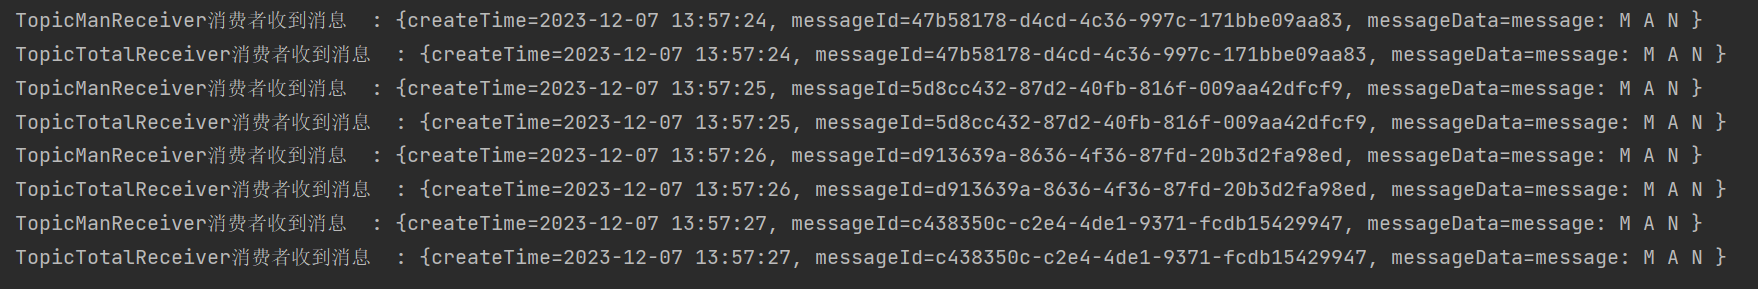 TopicManReceiver消费者收到消息  : {createTime=2023-12-07 13:57:24, messageId=47b58178-d4cd-4c36-997c-171bbe09aa83, messageData=message: M A N }
TopicTotalReceiver消费者收到消息  : {createTime=2023-12-07 13:57:24, messageId=47b58178-d4cd-4c36-997c-171bbe09aa83, messageData=message: M A N }
TopicManReceiver消费者收到消息  : {createTime=2023-12-07 13:57:25, messageId=5d8cc432-87d2-40fb-816f-009aa42dfcf9, messageData=message: M A N }
TopicTotalReceiver消费者收到消息  : {createTime=2023-12-07 13:57:25, messageId=5d8cc432-87d2-40fb-816f-009aa42dfcf9, messageData=message: M A N }
TopicManReceiver消费者收到消息  : {createTime=2023-12-07 13:57:26, messageId=d913639a-8636-4f36-87fd-20b3d2fa98ed, messageData=message: M A N }
TopicTotalReceiver消费者收到消息  : {createTime=2023-12-07 13:57:26, messageId=d913639a-8636-4f36-87fd-20b3d2fa98ed, messageData=message: M A N }
TopicManReceiver消费者收到消息  : {createTime=2023-12-07 13:57:27, messageId=c438350c-c2e4-4de1-9371-fcdb15429947, messageData=message: M A N }
TopicTotalReceiver消费者收到消息  : {createTime=2023-12-07 13:57:27, messageId=c438350c-c2e4-4de1-9371-fcdb15429947, messageData=message: M A N }